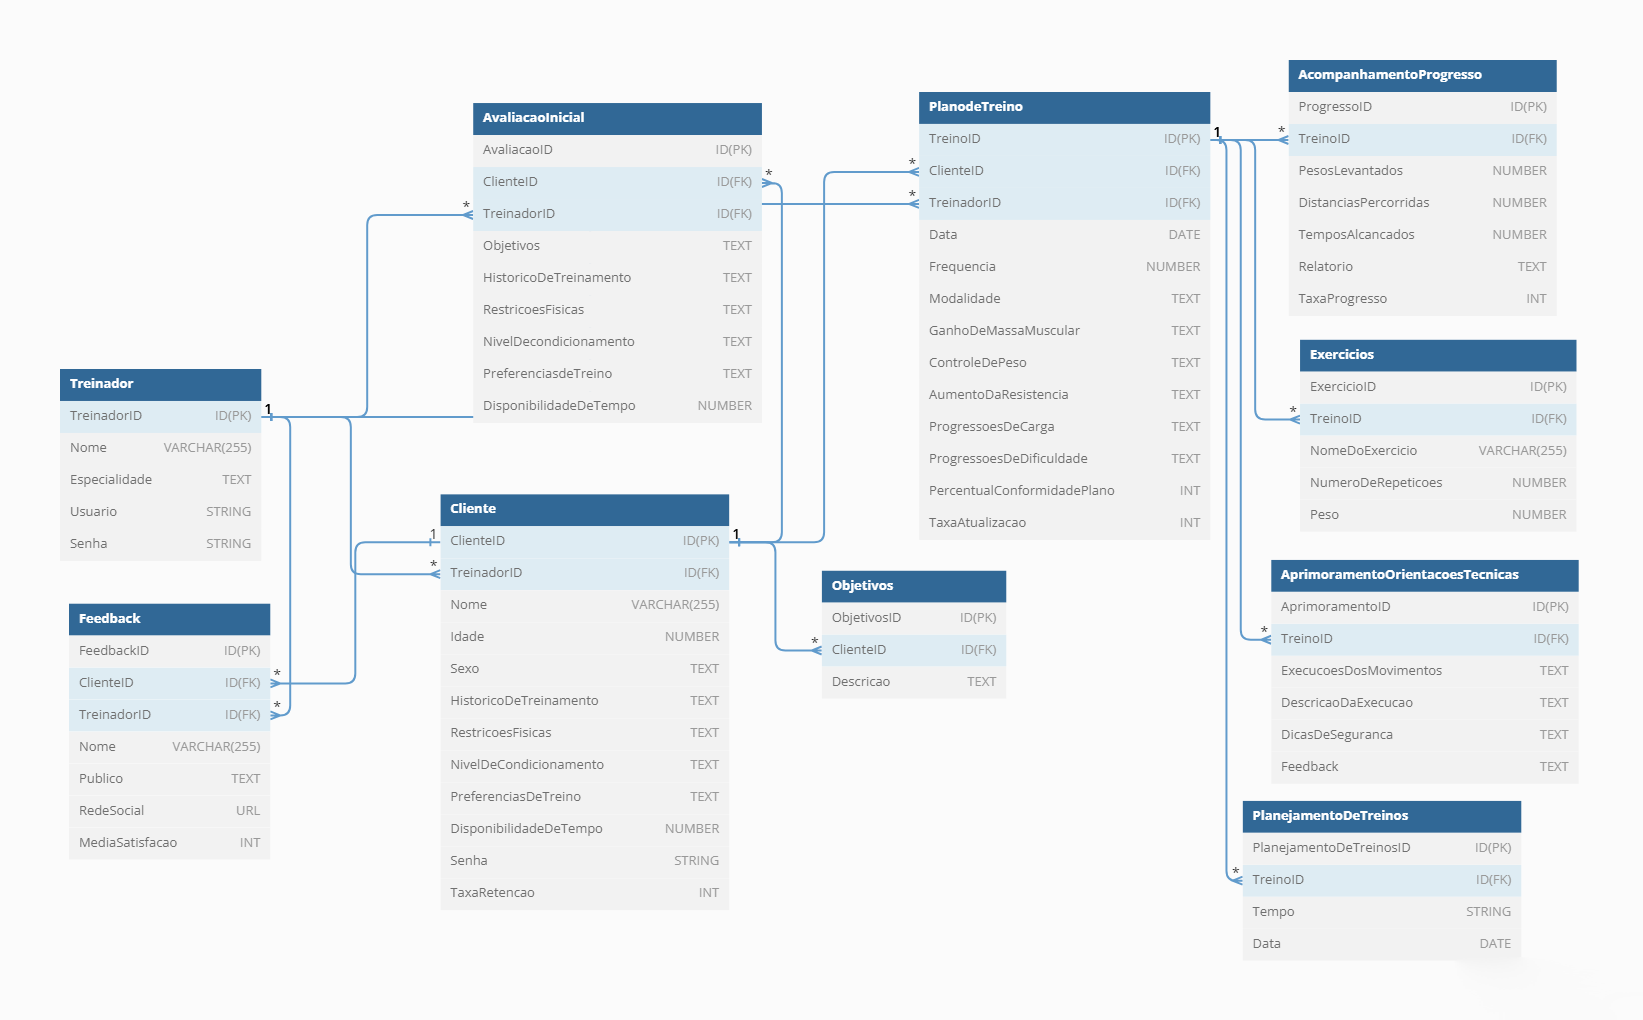 AvaliacaoInicial
AvaliacaoID ID(PK)
* ClienteID ID(FK) *
* TreinadorID ID(FK)
Objetivos TEXT
HistoricoDeTreinamento TEXT
RestricoesFisicas TEXT
NivelDecondicionamento TEXT
PreferenciasdeTreino TEXT
DisponibilidadeDeTempo NUMBER
PlanodeTreino
TreinoID ID(PK) 1
* ClienteID ID(FK)
* TreinadorID ID(FK)
Data DATE
Frequencia NUMBER
Modalidade TEXT
GanhoDeMassaMuscular TEXT
ControleDePeso TEXT
AumentoDaResistencia TEXT
ProgressoesDeCarga TEXT
ProgressoesDeDificuldade TEXT
PercentualConformidadePlano INT
TaxaAtualizacao INT
AcompanhamentoProgresso
ProgressoID ID(PK)
* TreinoID ID(FK)
PesosLevantados NUMBER
DistanciasPercorridas NUMBER
TemposAlcancados NUMBER
Relatorio TEXT
TaxaProgresso INT
Exercicios
ExercicioID ID(PK)
* TreinoID ID(FK)
NomeDoExercicio VARCHAR(255)
NumeroDeRepeticoes NUMBER
Peso NUMBER
Treinador
TreinadorID ID(PK) 1
Nome VARCHAR(255)
Especialidade TEXT
Usuario STRING
Senha STRING
Feedback
FeedbackID ID(PK)
ClienteID ID(FK) *
TreinadorID ID(FK) *
Nome VARCHAR(255)
Publico TEXT
RedeSocial URL
MediaSatisfacao INT
Cliente
1 ClienteID ID(PK) 1
* TreinadorID ID(FK)
Nome VARCHAR(255)
Idade NUMBER
Sexo TEXT
HistoricoDeTreinamento TEXT
RestricoesFisicas TEXT
NivelDeCondicionamento TEXT
PreferenciasDeTreino TEXT
DisponibilidadeDeTempo NUMBER
Senha STRING
TaxaRetencao INT
Objetivos
ObjetivosID ID(PK)
* ClienteID ID(FK)
Descricao TEXT
AprimoramentoOrientacoesTecnicas
AprimoramentoID ID(PK)
* TreinoID ID(FK)
ExecucoesDosMovimentos TEXT
DescricaoDaExecucao TEXT
DicasDeSeguranca TEXT
Feedback TEXT
PlanejamentoDeTreinos
PlanejamentoDeTreinosID ID(PK)
* TreinoID ID(FK)
Tempo STRING
Data DATE